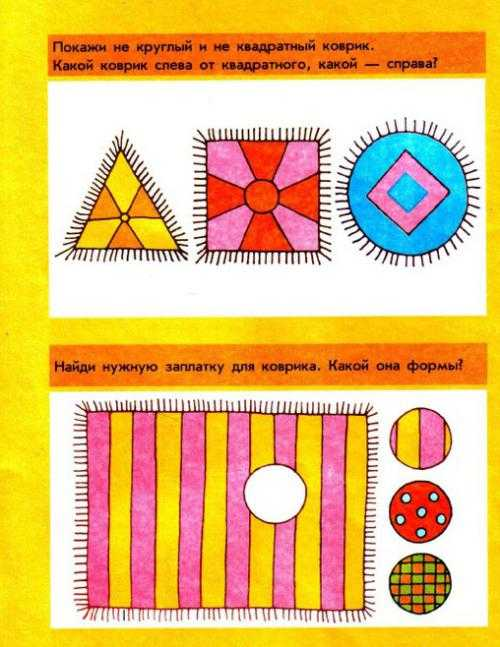 Покажи не круглый и не квадратный коврик.
Какой коврик слева от квадратного, какой — справа?
Найди нужную заплатку для коврика. Какой она формы?